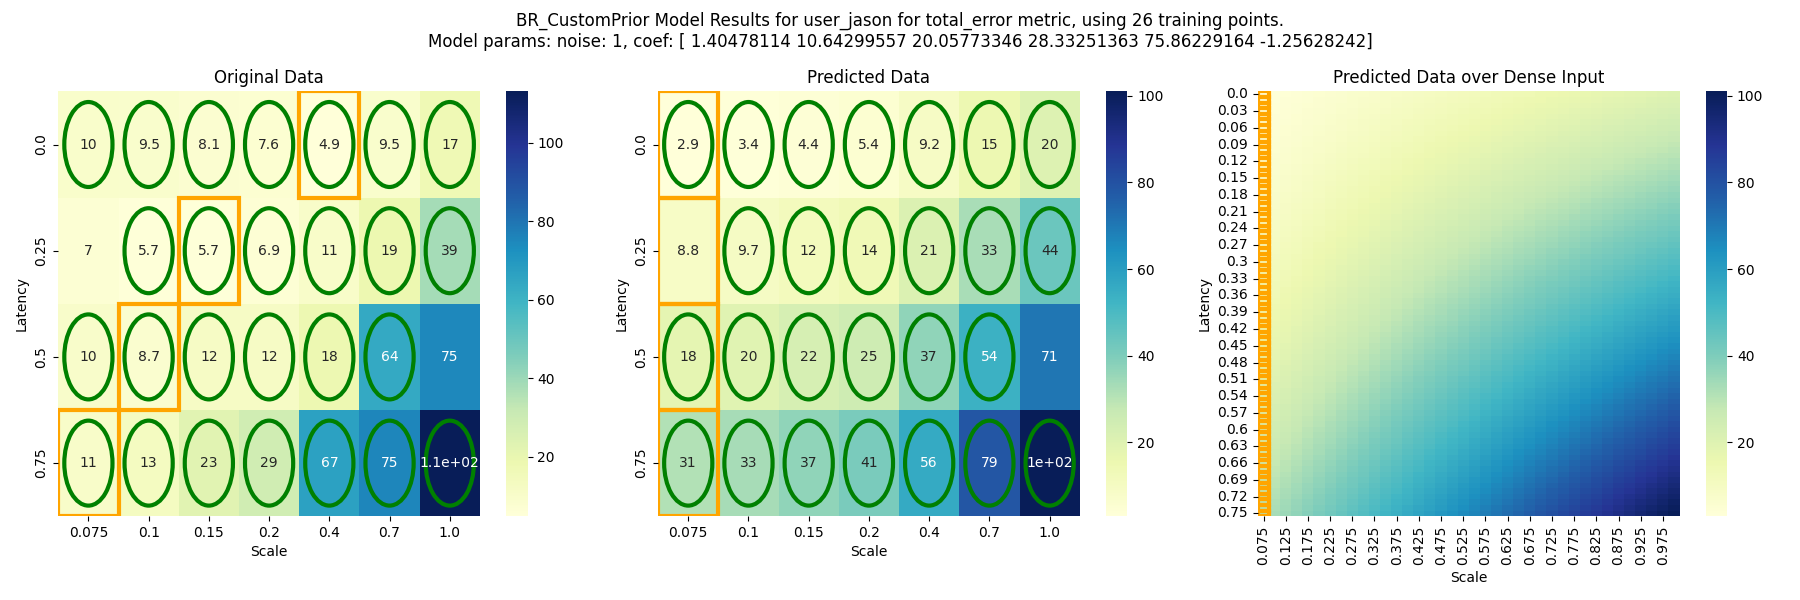 BR_CustomPrior Model Results for user_jason for total_error metric, using 26 training points.
Model params: noise: 1, coef: [ 1.40478114 10.64299557 20.05773346 28.33251363 75.86229164 -1.25628242]
Original Data
Latency
0.0
0.25
0.5
0.75
10 9.5 8.1 7.6 4.9 9.5 17
7 5.7 5.7 6.9 11 19 39
10 8.7 12 12 18 64 75
11 13 23 29 67 75 1.1e+02
0.075 0.1 0.15 0.2 0.4 0.7 1.0
Scale
100
80
60
40
20
Predicted Data
Latency
0.0
0.25
0.5
0.75
2.9 3.4 4.4 5.4 9.2 15 20
8.8 9.7 12 14 21 33 44
18 20 22 25 37 54 71
31 33 37 41 56 79 1e+02
0.075 0.1 0.15 0.2 0.4 0.7 1.0
Scale
100
80
60
40
20
Predicted Data over Dense Input
Latency
0.0
0.03
0.06
0.09
0.12
0.15
0.18
0.21
0.24
0.27
0.3
0.33
0.36
0.39
0.42
0.45
0.48
0.51
0.54
0.57
0.6
0.63
0.66
0.69
0.72
0.75
0.075 0.125 0.175 0.225 0.275 0.325 0.375 0.425 0.475 0.525 0.575 0.625 0.675 0.725 0.775 0.825 0.875 0.925 0.975
Scale
100
80
60
40
20